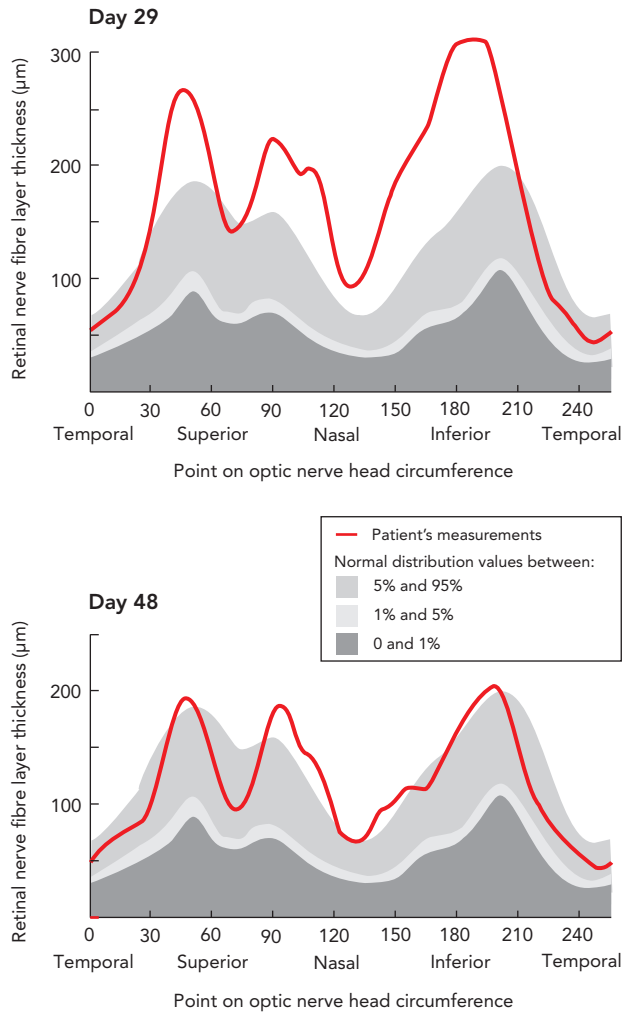 Day 29
Retinal nerve fibre layer thickness (µm)
300
200
100
0 30 60 90 120 150 180 210 240
Temporal Superior Nasal Inferior Temporal
Point on optic nerve head circumference
Patient's measurements
Normal distribution values between:
5% and 95%
1% and 5%
0 and 1%
Day 48
Retinal nerve fibre layer thickness (µm)
200
100
0 30 60 90 120 150 180 210 240
Temporal Superior Nasal Inferior Temporal
Point on optic nerve head circumference